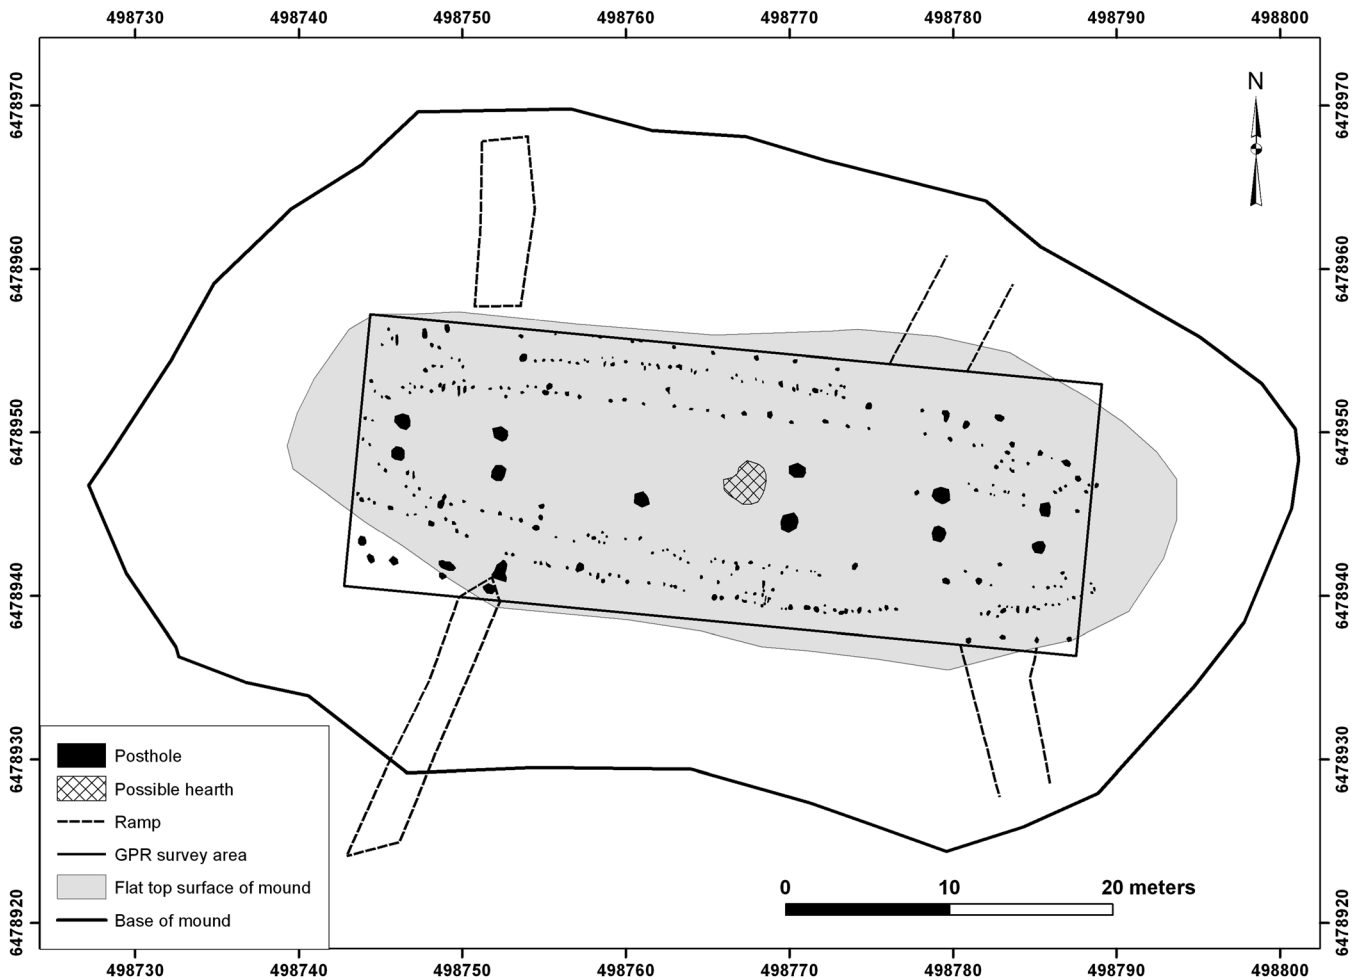 498730 498740 498750 498760 498770 498780 498790 498800
6478970 6478970
N
6478960 6478960
6478950 6478950
6478940 6478940
6478930 6478930
Posthole
Possible hearth
Ramp
GPR survey area
Flat top surface of mound
Base of mound
0 10 20 meters
6478920 6478920
498730 498740 498750 498760 498770 498780 498790 498800